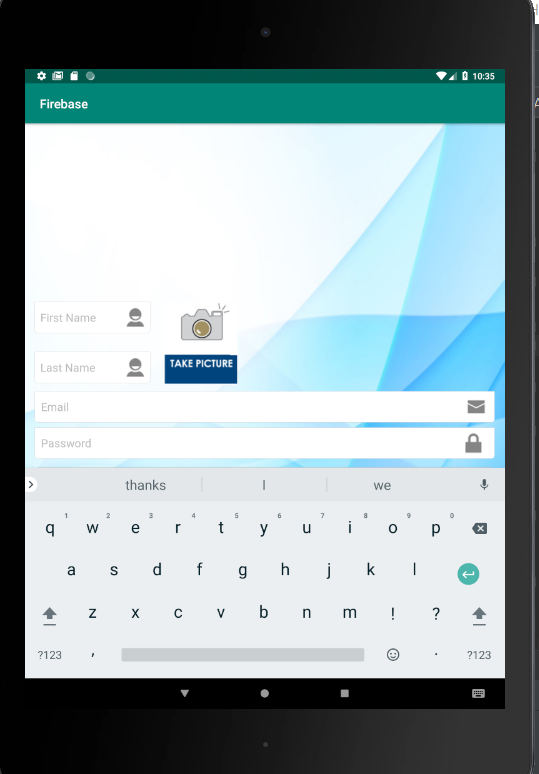 10:35
Firebase
First Name
TAKE PICTURE
Last Name
Email
Password
thanks I we
1 2 3 4 5 6 7 8 9 0
q w e r t y u i o p
a s d f g h j k l
z x c v b n m ! ?
?123 , . ?123